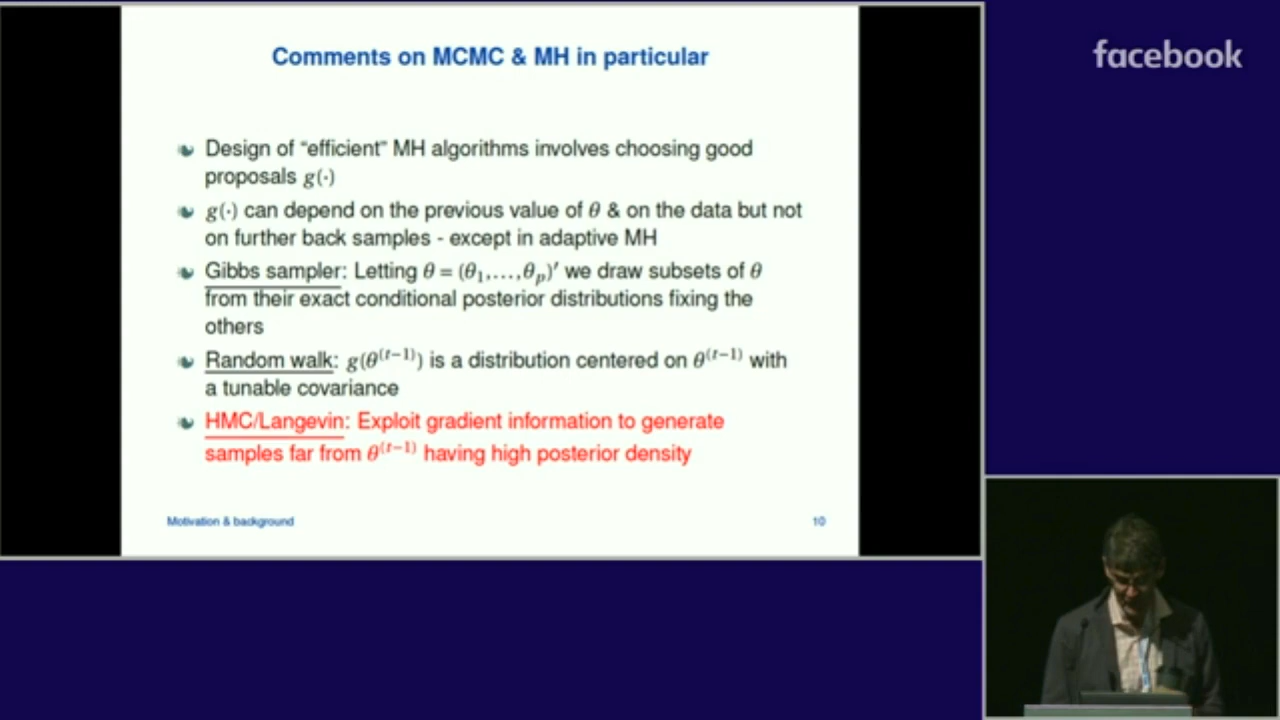 Comments on MCMC & MH in particular
facebook
Design of "efficient" MH algorithms involves choosing good
proposals g(·)
g(·) can depend on the previous value of θ & on the data but not
on further back samples - except in adaptive MH
Gibbs sampler: Letting θ = (θ₁,...,θₚ)′ we draw subsets of θ
from their exact conditional posterior distributions fixing the
others
Random walk: g(θ⁽ᵗ⁻¹⁾) is a distribution centered on θ⁽ᵗ⁻¹⁾ with
a tunable covariance
HMC/Langevin: Exploit gradient information to generate
samples far from θ⁽ᵗ⁻¹⁾ having high posterior density
Motivation & background
10